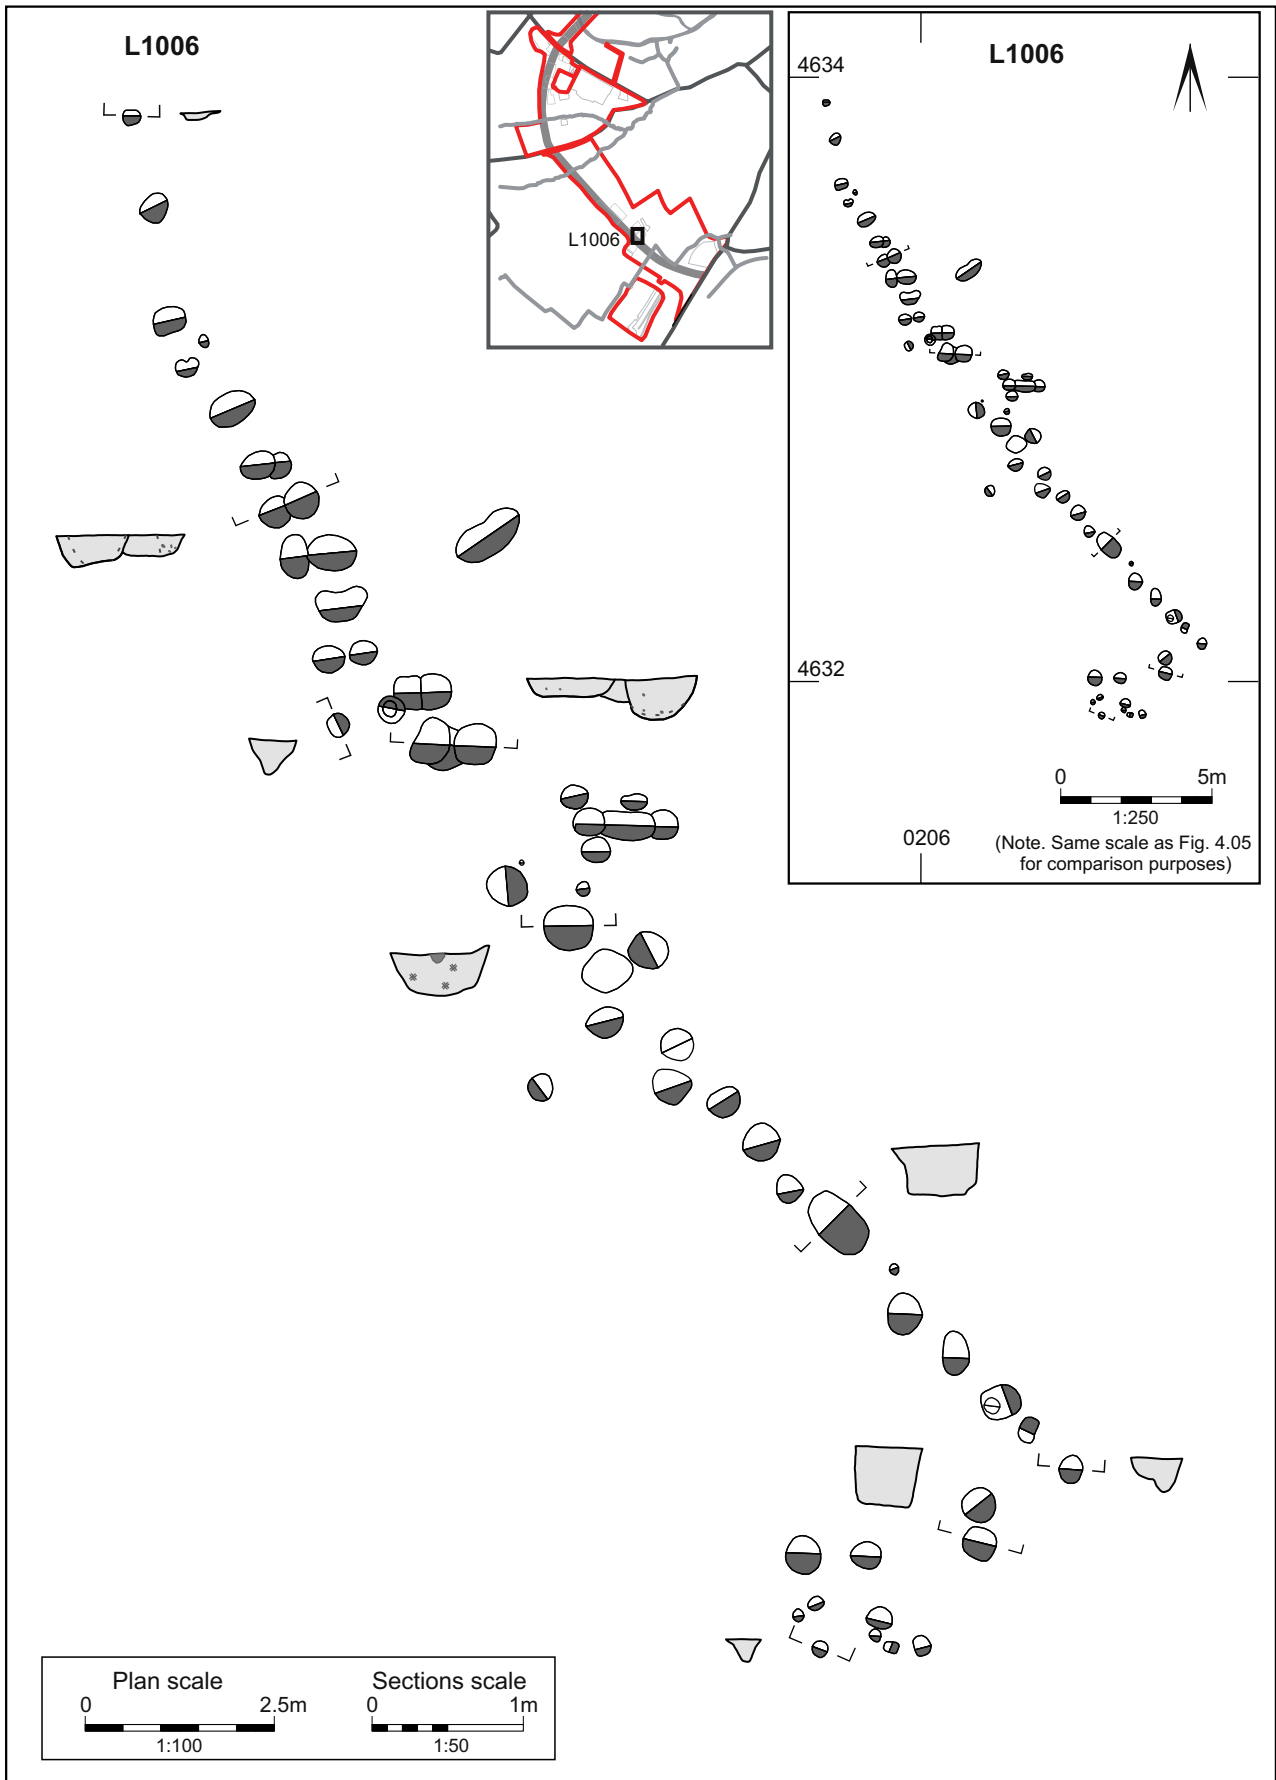 L1006
L1006
L1006
4634
4632
0206
0 5m
1:250
(Note. Same scale as Fig. 4.05
for comparison purposes)
Plan scale
0 2.5m
1:100
Sections scale
0 1m
1:50